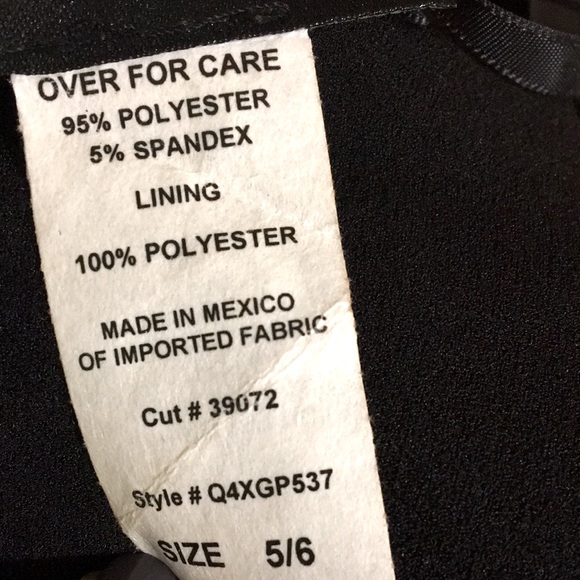 OVER FOR CARE
95% POLYESTER
5% SPANDEX
LINING
100% POLYESTER
MADE IN MEXICO
OF IMPORTED FABRIC
Cut # 39072
Style # Q4XGP537
SIZE 5/6